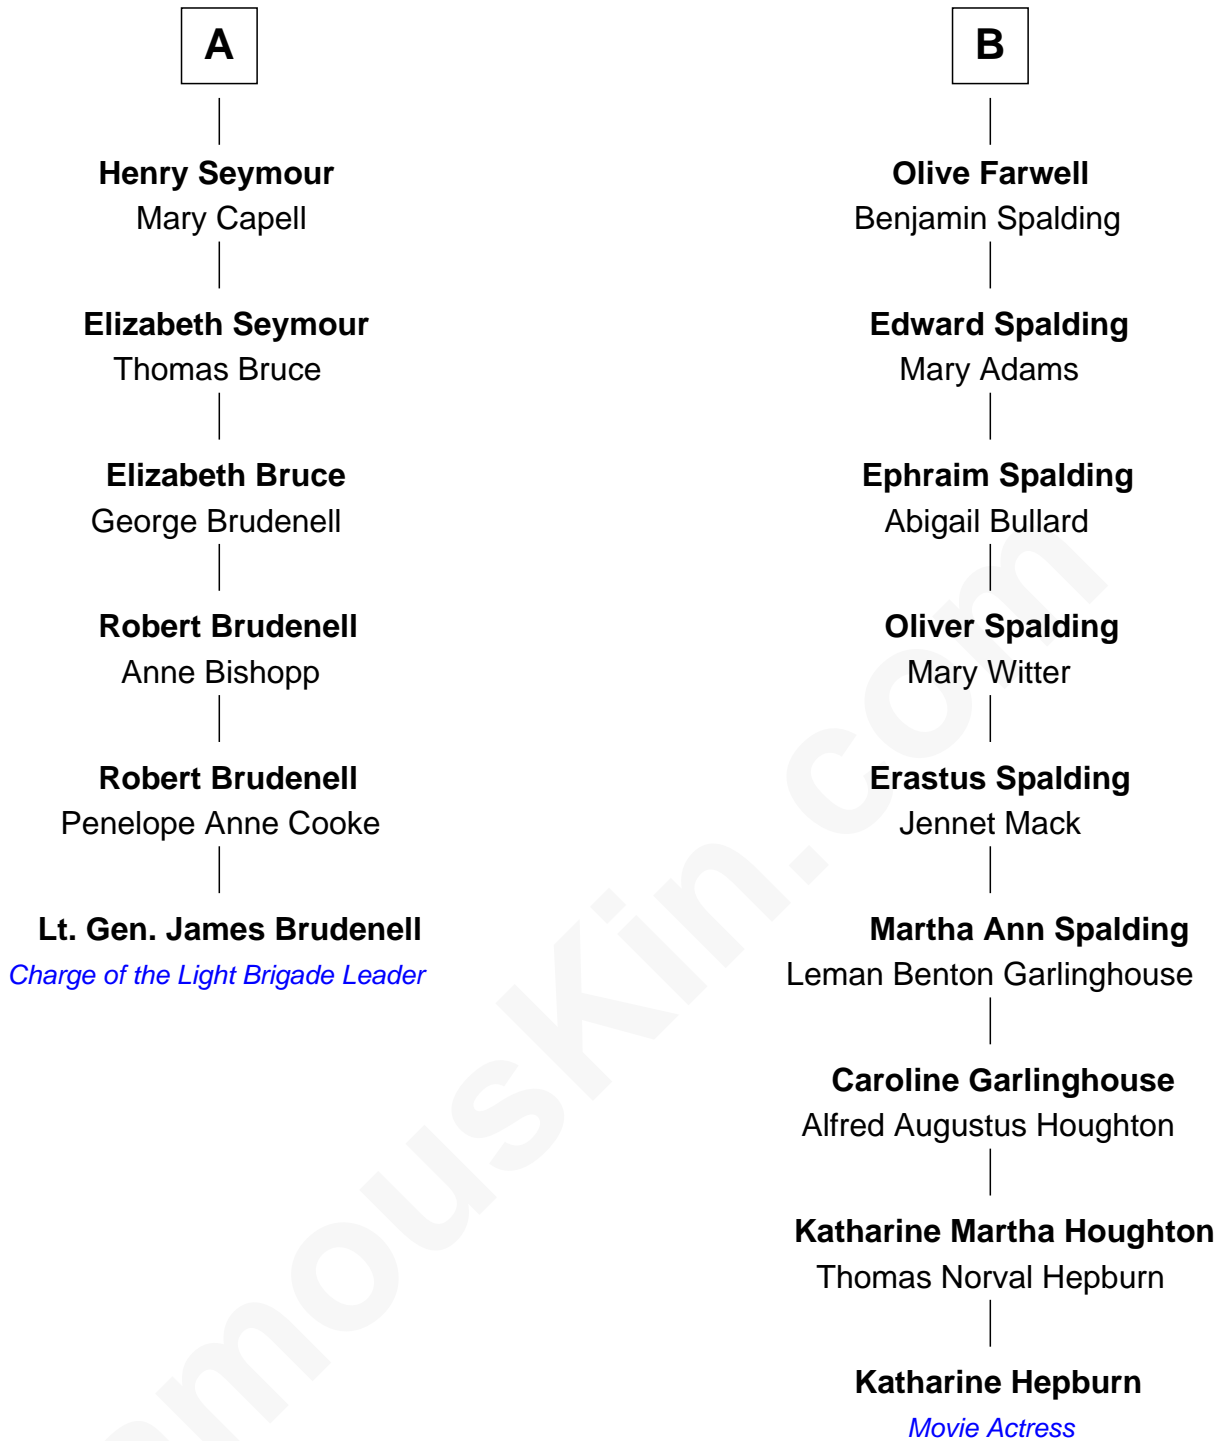 A
Henry Seymour
Mary Capell
Elizabeth Seymour
Thomas Bruce
Elizabeth Bruce
George Brudenell
Robert Brudenell
Anne Bishopp
Robert Brudenell
Penelope Anne Cooke
Lt. Gen. James Brudenell
Charge of the Light Brigade Leader
B
Olive Farwell
Benjamin Spalding
Edward Spalding
Mary Adams
Ephraim Spalding
Abigail Bullard
Oliver Spalding
Mary Witter
Erastus Spalding
Jennet Mack
Martha Ann Spalding
Leman Benton Garlinghouse
Caroline Garlinghouse
Alfred Augustus Houghton
Katharine Martha Houghton
Thomas Norval Hepburn
Katharine Hepburn
Movie Actress
amouskin.com